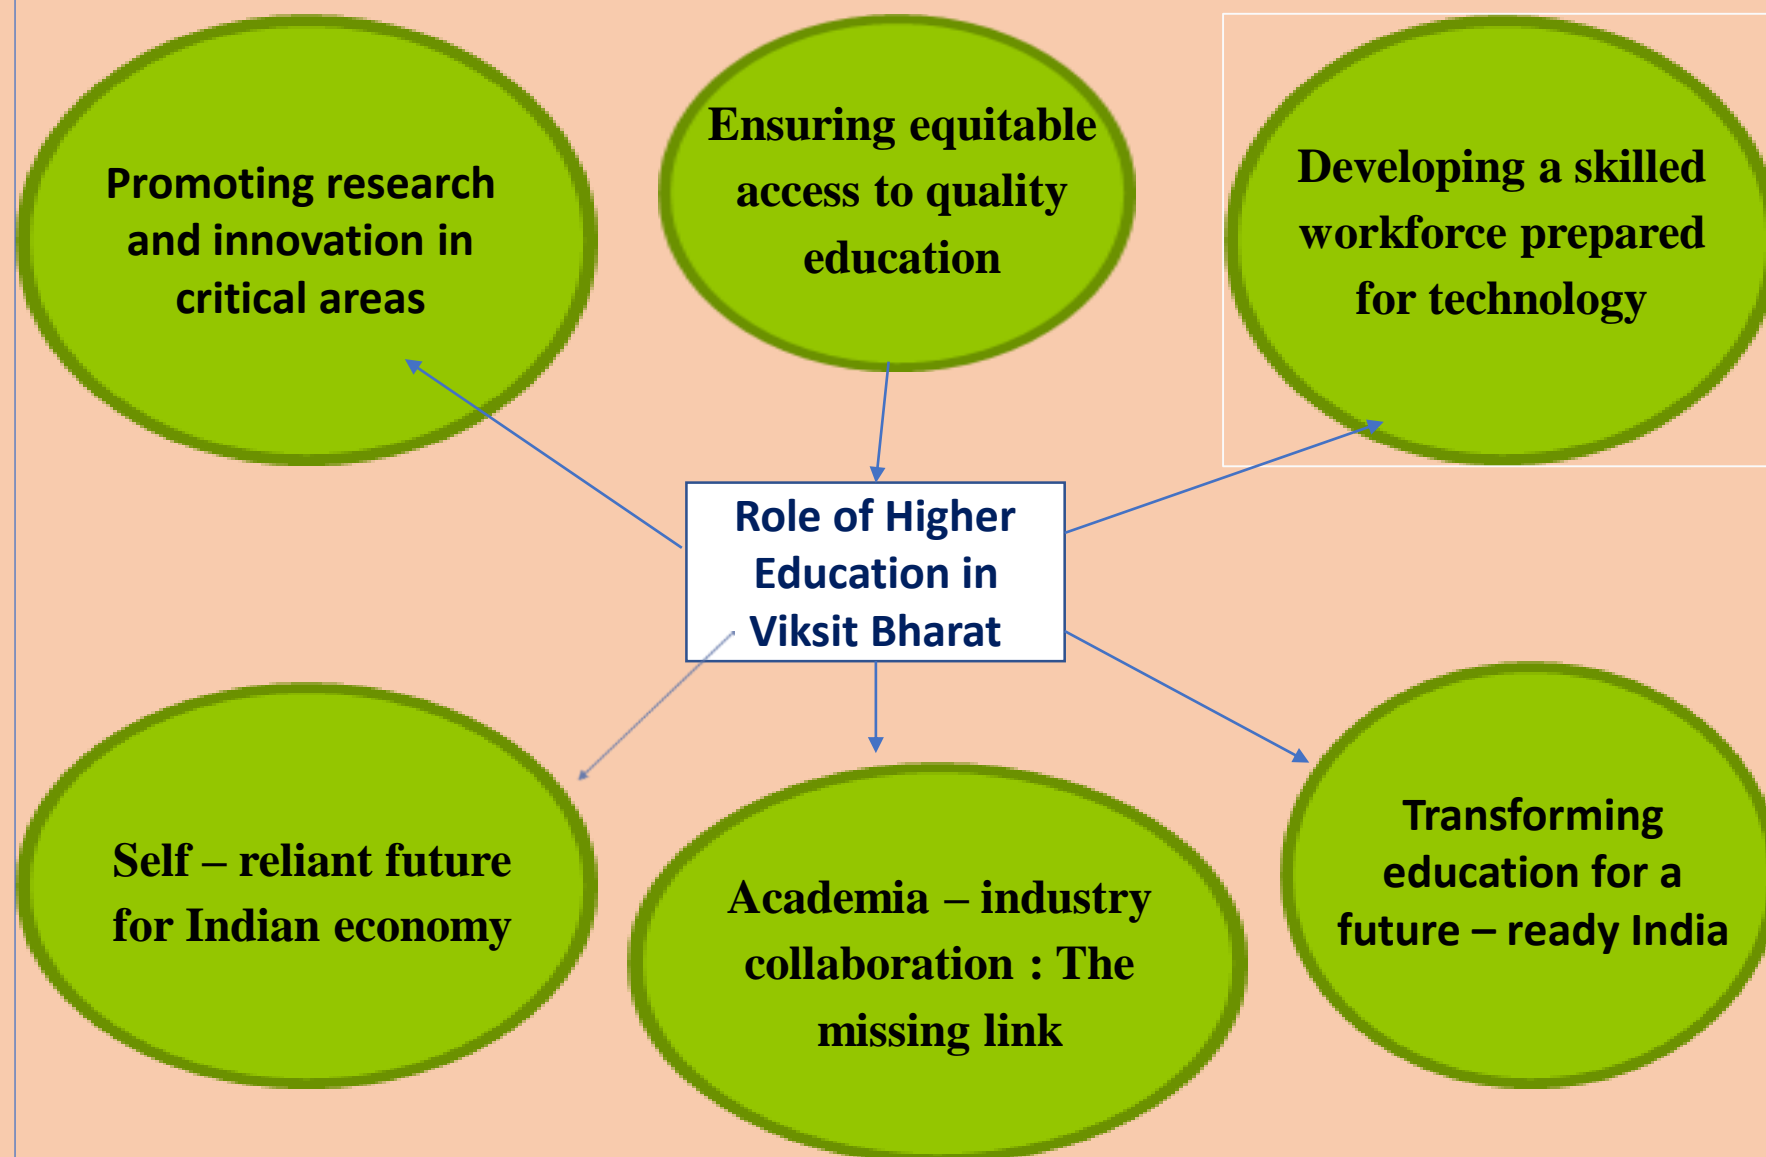 Promoting research
and innovation in
critical areas
Ensuring equitable
access to quality
education
Developing a skilled
workforce prepared
for technology
Role of Higher
Education in
Viksit Bharat
Self – reliant future
for Indian economy
Academia – industry
collaboration : The
missing link
Transforming
education for a
future – ready India